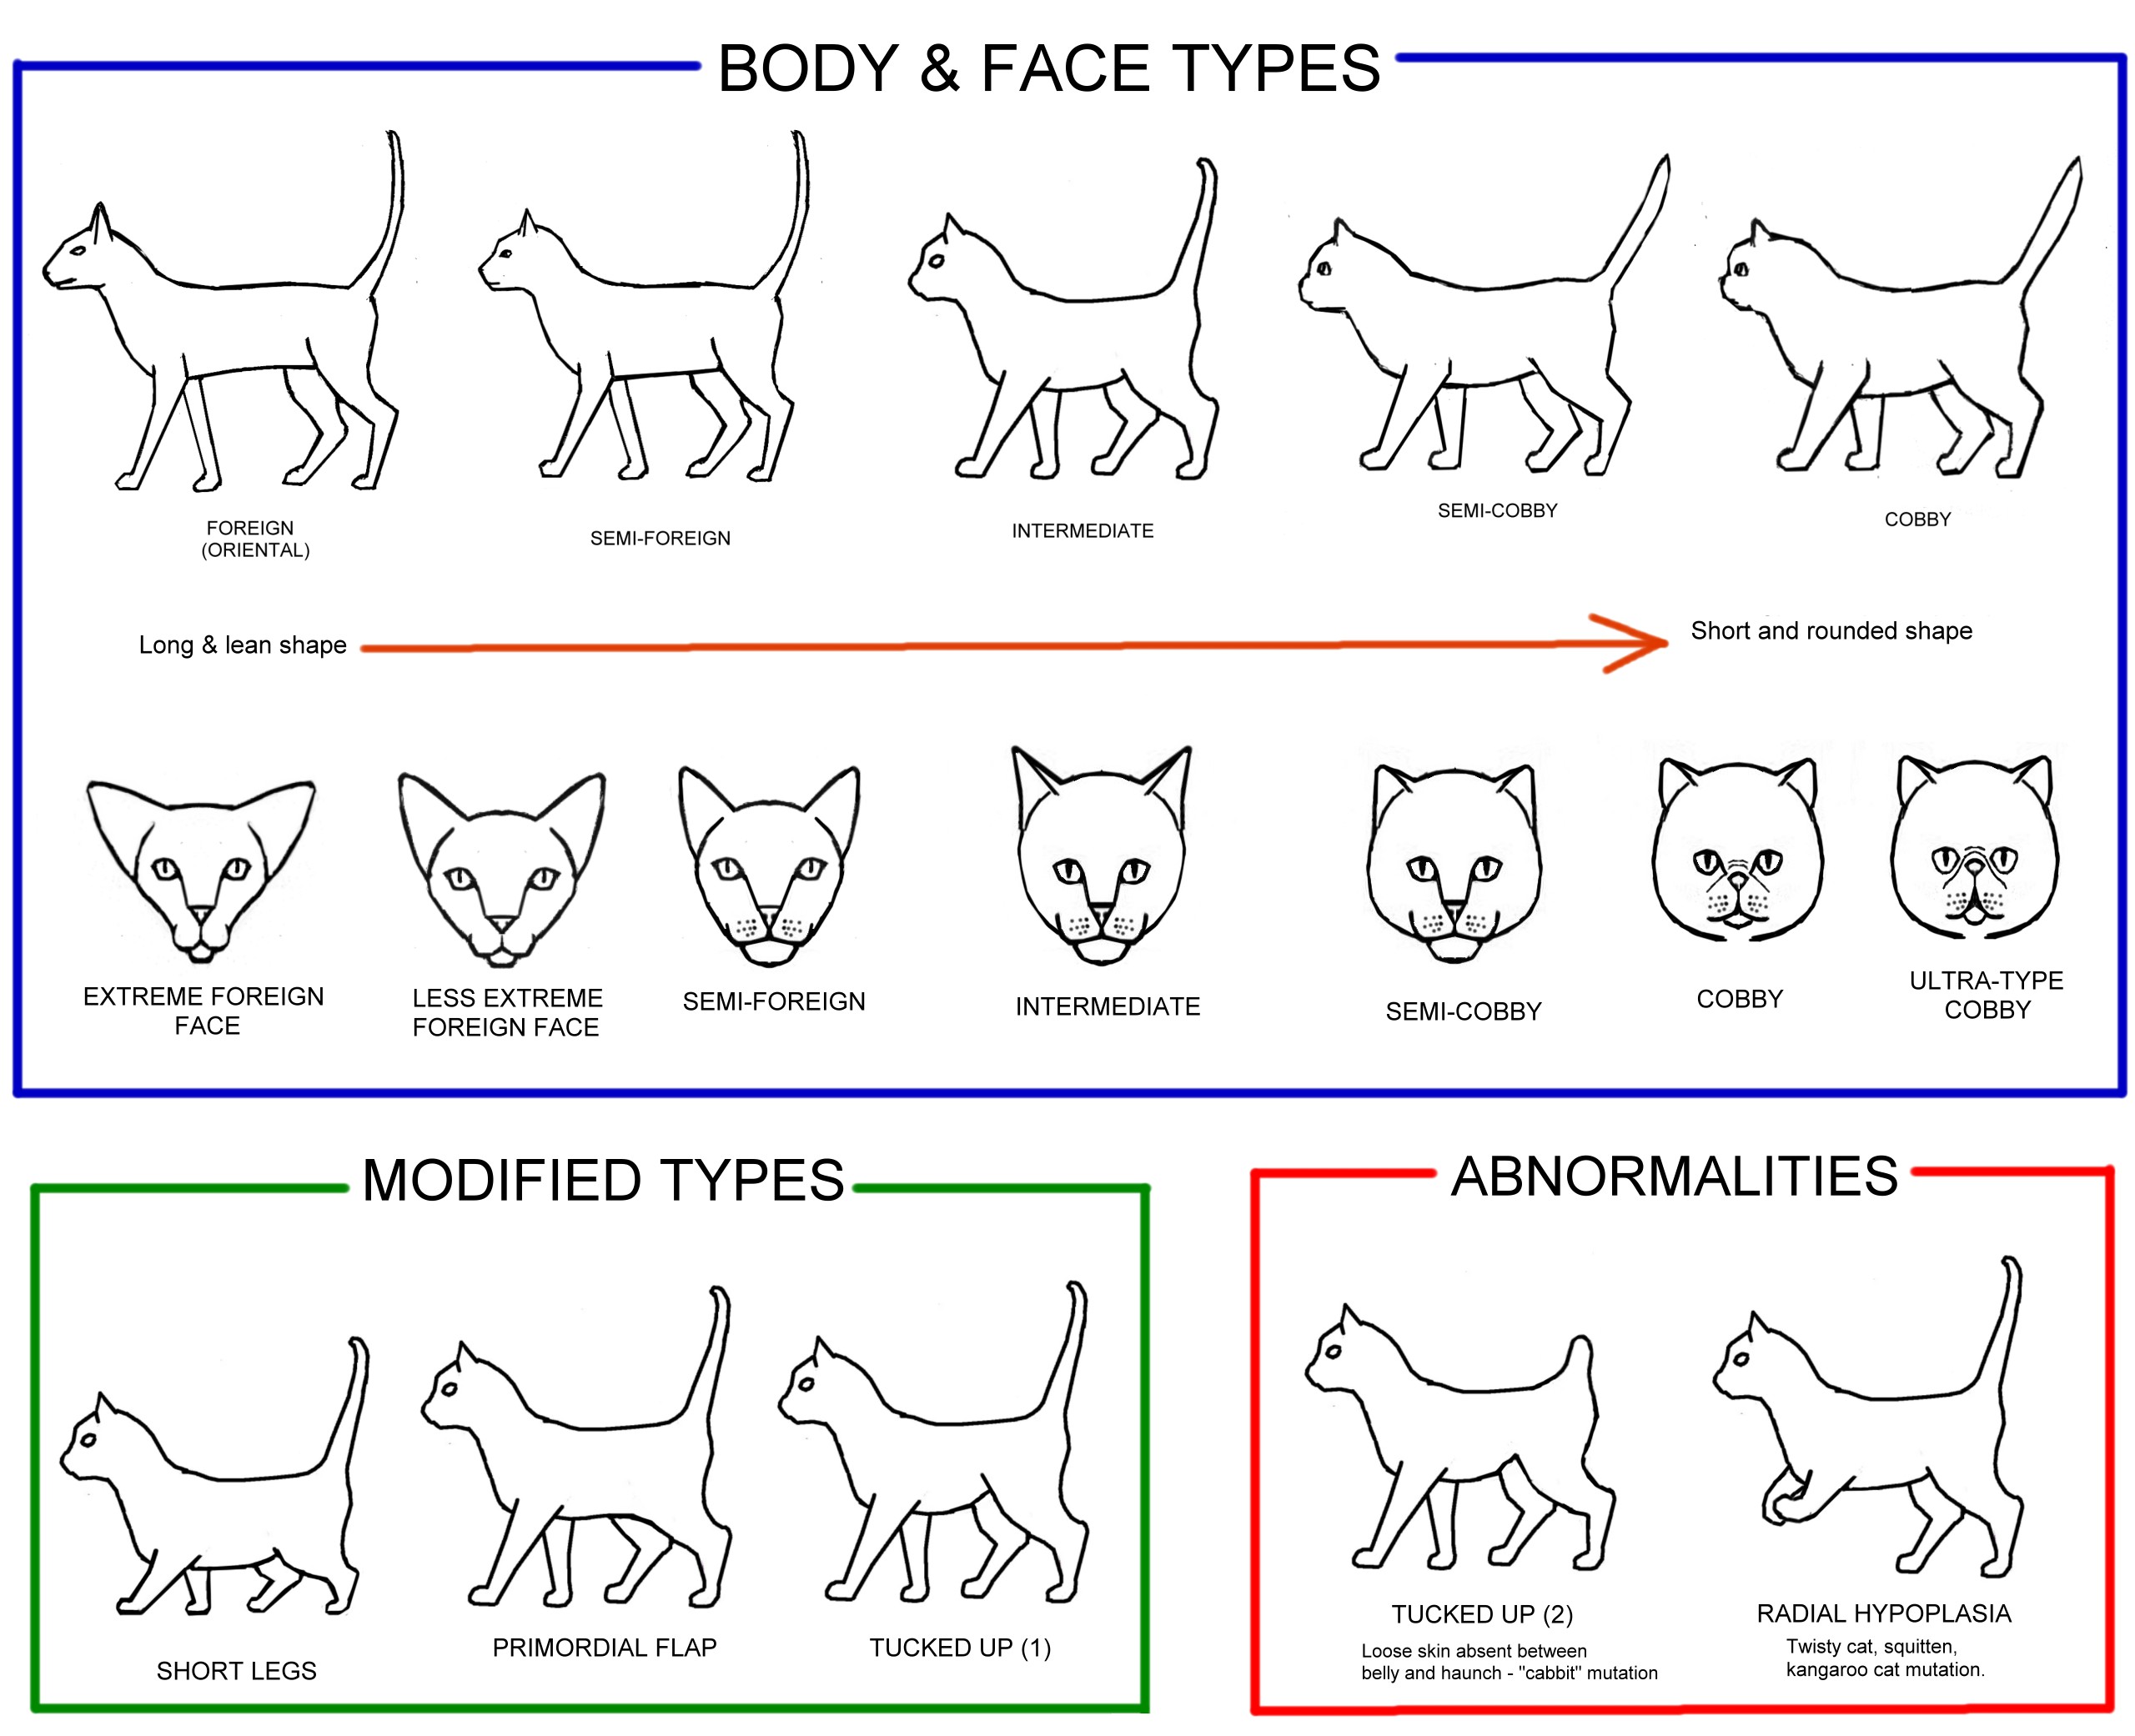 BODY & FACE TYPES
FOREIGN
(ORIENTAL)
SEMI-FOREIGN
INTERMEDIATE
SEMI-COBBY
COBBY
Long & lean shape
Short and rounded shape
EXTREME FOREIGN
FACE
LESS EXTREME
FOREIGN FACE
SEMI-FOREIGN
INTERMEDIATE
SEMI-COBBY
COBBY
ULTRA-TYPE
COBBY
MODIFIED TYPES
SHORT LEGS
PRIMORDIAL FLAP
TUCKED UP (1)
ABNORMALITIES
TUCKED UP (2)
Loose skin absent between
belly and haunch - "cabbit" mutation
RADIAL HYPOPLASIA
Twisty cat, squitten,
kangaroo cat mutation.